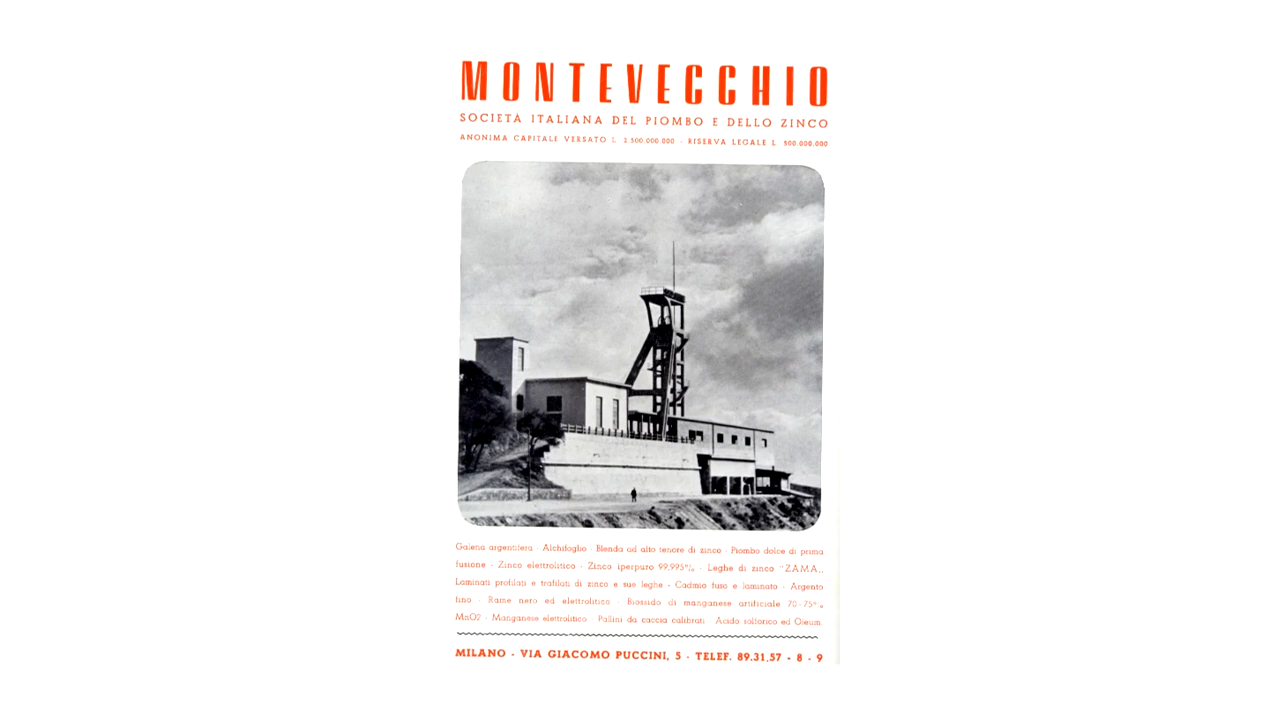 MONTEVECCHIO
SOCIETÀ ITALIANA DEL PIOMBO E DELLO ZINCO
ANONIMA CAPITALE VERSATO L. 2.500.000.000 - RISERVA LEGALE L. 500.000.000
Galena argentifera - Alchifoglio - Blenda ad alto tenore di zinco - Piombo dolce di prima
fusione - Zinco elettrolitico - Zinco iperpuro 99,995% - Leghe di zinco "ZAMA,,
Laminati profilati e trafilati di zinco e sue leghe - Cadmio fuso e laminato - Argento
fino - Rame nero ed elettrolitico - Biossido di manganese artificiale 70-75%
MnO2 - Manganese elettrolitico - Pallini da caccia calibrati - Acido solforico ed Oleum.
MILANO - VIA GIACOMO PUCCINI, 5 - TELEF. 89.31.57 - 8 - 9